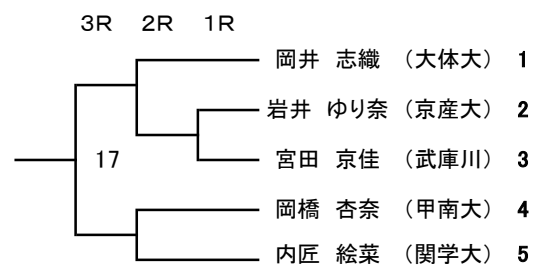 3R 2R 1R
岡井 志織 （大体大） 1
岩井 ゆり奈 （京産大） 2
17 宮田 京佳 （武庫川） 3
岡橋 杏奈 （甲南大） 4
内匠 絵菜 （関学大） 5